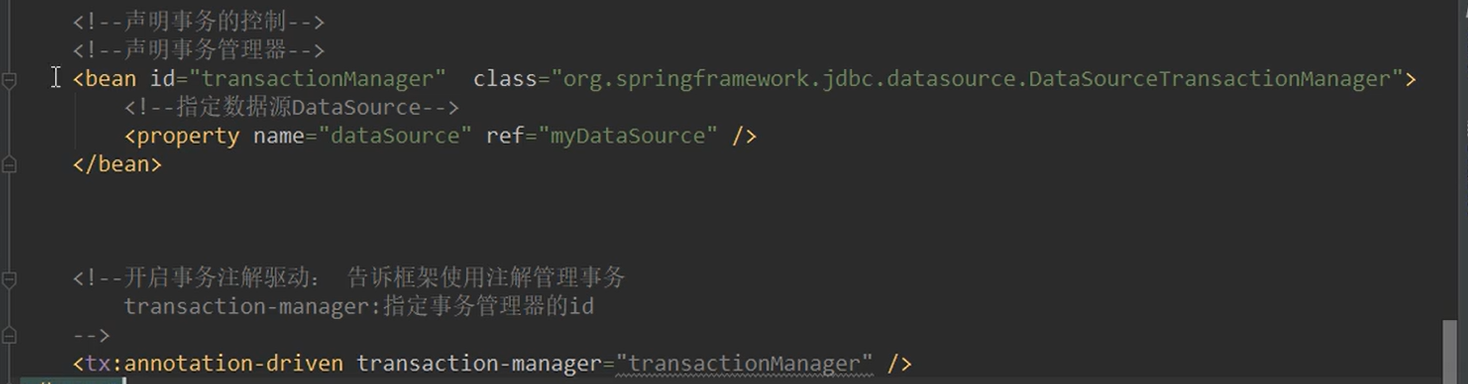 <!--声明事务的控制-->
<!--声明事务管理器-->
<bean id="transactionManager"  class="org.springframework.jdbc.datasource.DataSourceTransactionManager">
<!--指定数据源DataSource-->
<property name="dataSource" ref="myDataSource" />
</bean>
<!--开启事务注解驱动： 告诉框架使用注解管理事务
transaction-manager:指定事务管理器的id
-->
<tx:annotation-driven transaction-manager="transactionManager" />